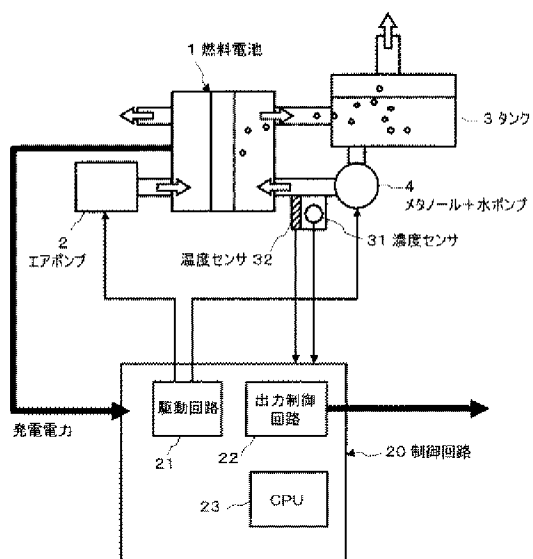 1 燃料電池
3 タンク
4
メタノール+水ポンプ
2
エアポンプ
31 濃度センサ
温度センサ 32
駆動回路
21
出力制御
回路
22
発電電力
20 制御回路
23
CPU